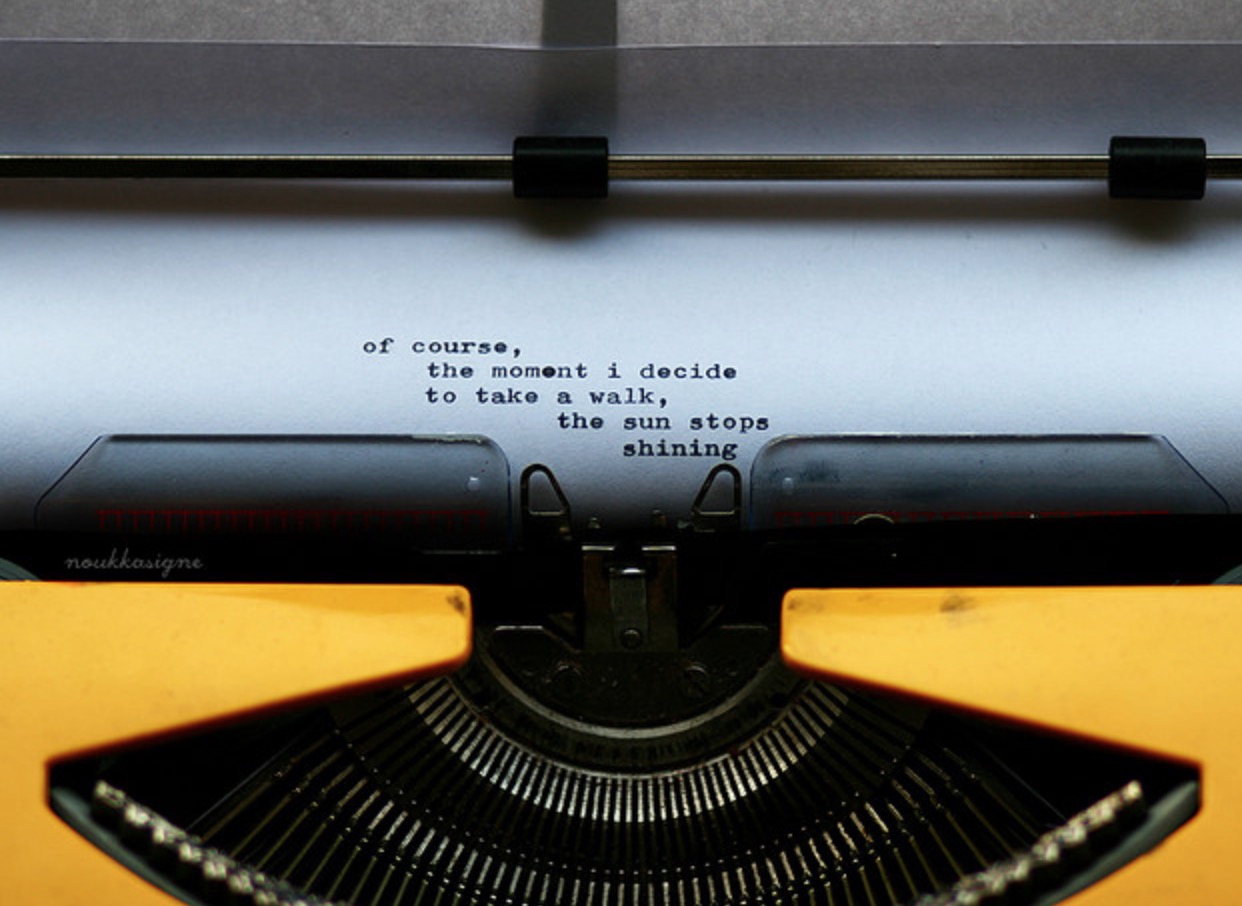 of course,
the moment i decide
to take a walk,
the sun stops
shining
noukkasigne